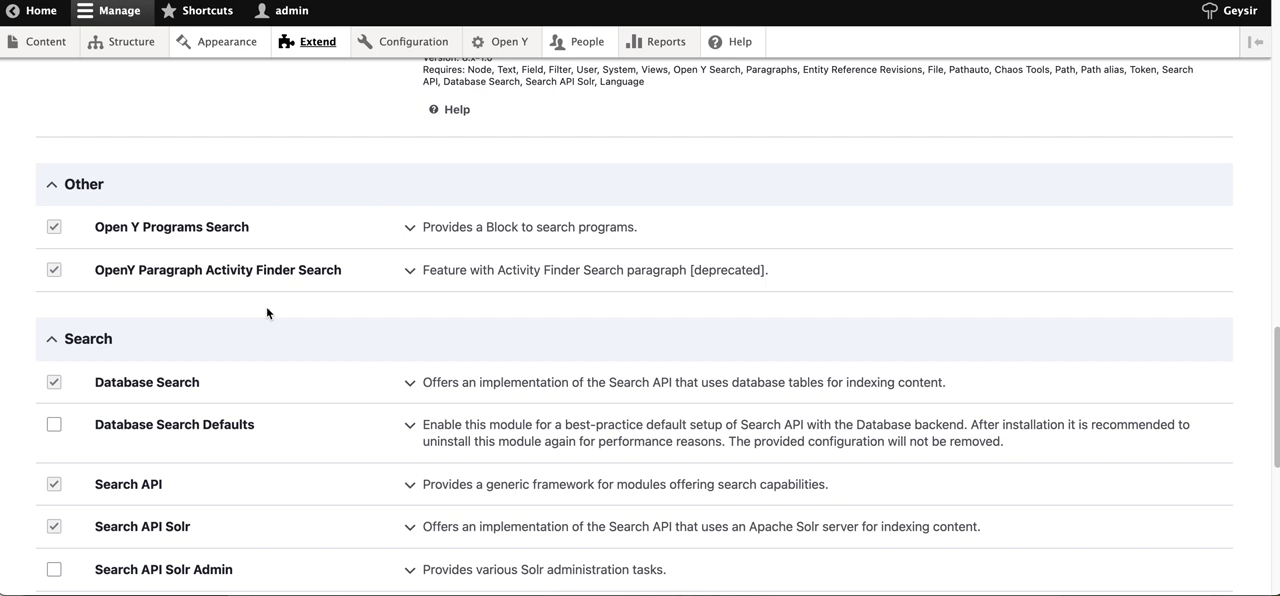 Home Manage Shortcuts admin Geysir
Content Structure Appearance Extend Configuration Open Y People Reports Help
Requires: Node, Text, Field, Filter, User, System, Views, Open Y Search, Paragraphs, Entity Reference Revisions, File, Pathauto, Chaos Tools, Path, Path alias, Token, Search
API, Database Search, Search API Solr, Language
Help
Other
Open Y Programs Search Provides a Block to search programs.
OpenY Paragraph Activity Finder Search Feature with Activity Finder Search paragraph [deprecated].
Search
Database Search Offers an implementation of the Search API that uses database tables for indexing content.
Database Search Defaults Enable this module for a best-practice default setup of Search API with the Database backend. After installation it is recommended to
uninstall this module again for performance reasons. The provided configuration will not be removed.
Search API Provides a generic framework for modules offering search capabilities.
Search API Solr Offers an implementation of the Search API that uses an Apache Solr server for indexing content.
Search API Solr Admin Provides various Solr administration tasks.